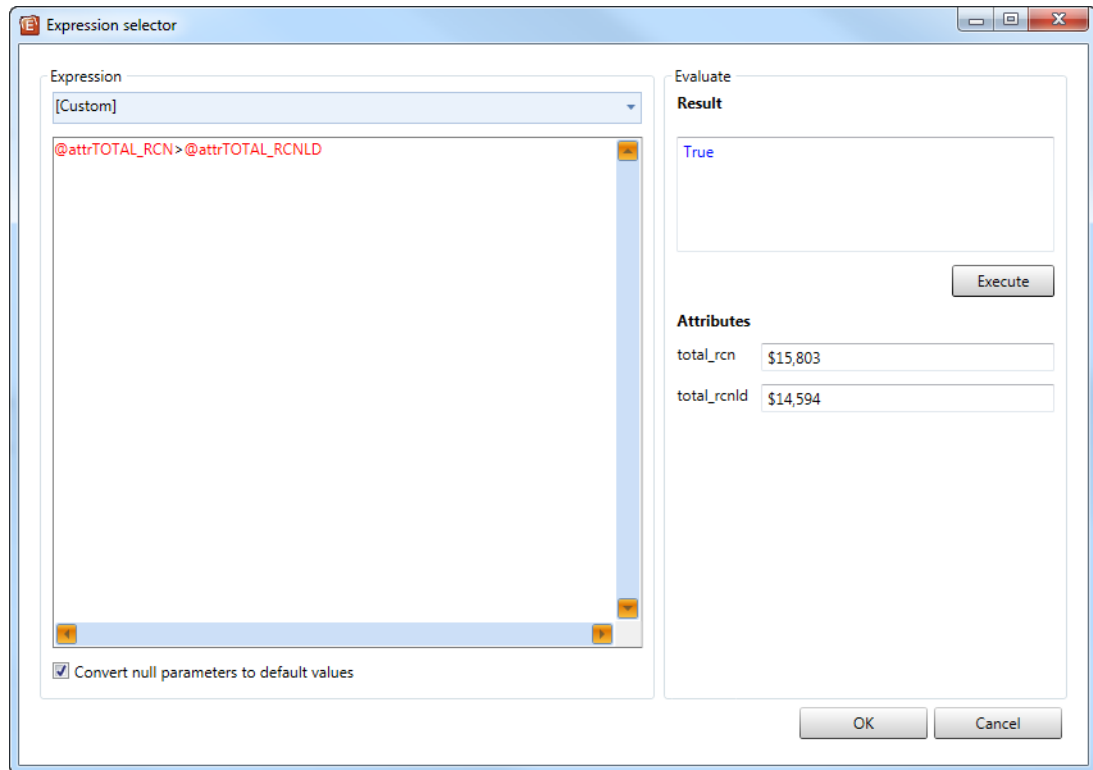 Expression selector
Expression
[Custom]
@attrTOTAL_RCN>@attrTOTAL_RCNLD
Convert null parameters to default values
Evaluate
Result
True
Execute
Attributes
total_rcn $15,803
total_rcnld $14,594
OK Cancel